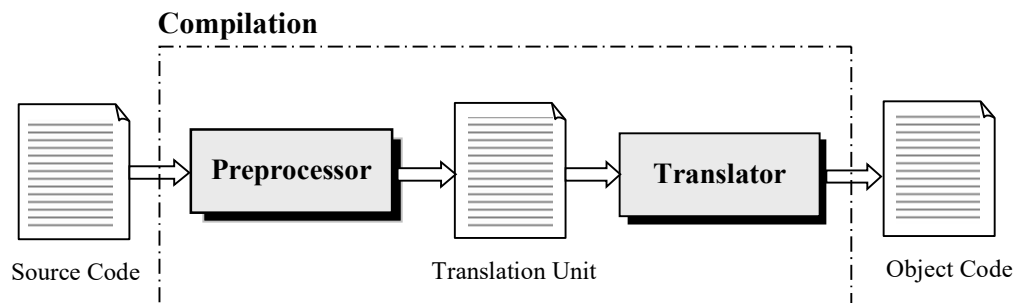 Compilation
Preprocessor
Translator
Source Code
Translation Unit
Object Code